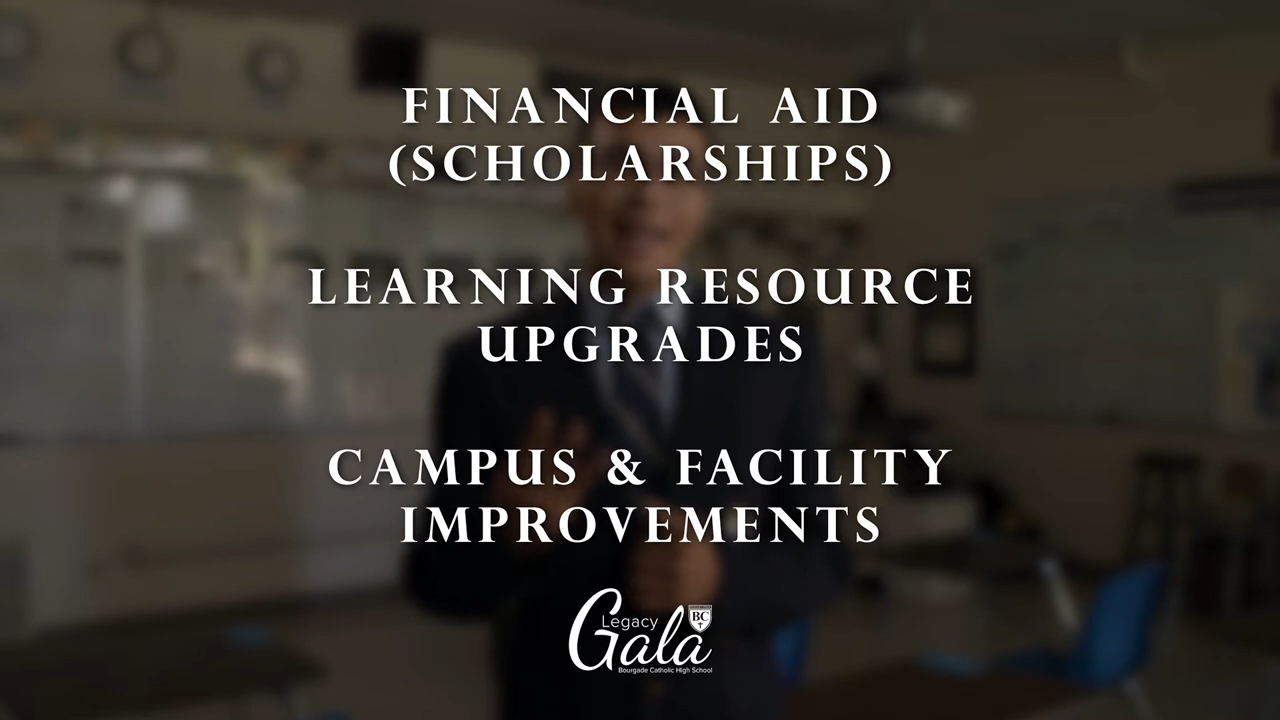 FINANCIAL AID
(SCHOLARSHIPS)
LEARNING RESOURCE
UPGRADES
CAMPUS & FACILITY
IMPROVEMENTS
Legacy
BC
Gala
Bourgade Catholic High School